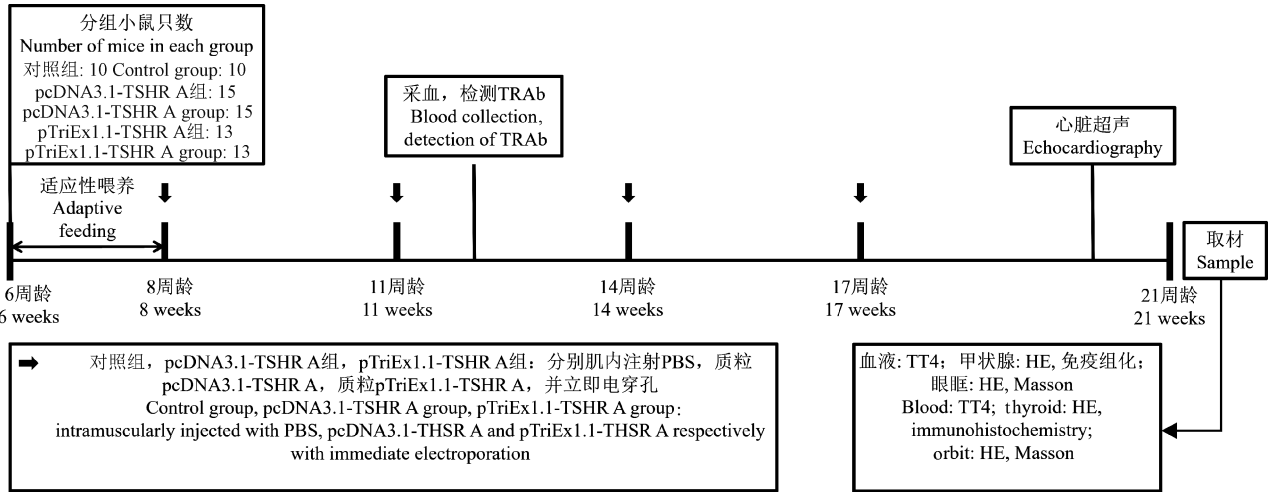 分组小鼠只数
Number of mice in each group
对照组: 10 Control group: 10
pcDNA3.1-TSHR A组: 15
pcDNA3.1-TSHR A group: 15
pTriEx1.1-TSHR A组: 13
pTriEx1.1-TSHR A group: 13
采血，检测TRAb
Blood collection,
detection of TRAb
心脏超声
Echocardiography
适应性喂养
Adaptive
feeding
取材
Sample
6周龄
6 weeks
8周龄
8 weeks
11周龄
11 weeks
14周龄
14 weeks
17周龄
17 weeks
21周龄
21 weeks
对照组，pcDNA3.1-TSHR A组，pTriEx1.1-TSHR A组：分别肌内注射PBS，质粒
pcDNA3.1-TSHR A，质粒pTriEx1.1-TSHR A，并立即电穿孔
Control group, pcDNA3.1-TSHR A group, pTriEx1.1-TSHR A group：
intramuscularly injected with PBS, pcDNA3.1-THSR A and pTriEx1.1-THSR A respectively
with immediate electroporation
血液: TT4；甲状腺: HE, 免疫组化；
眼眶: HE, Masson
Blood: TT4; thyroid: HE,
immunohistochemistry;
orbit: HE, Masson